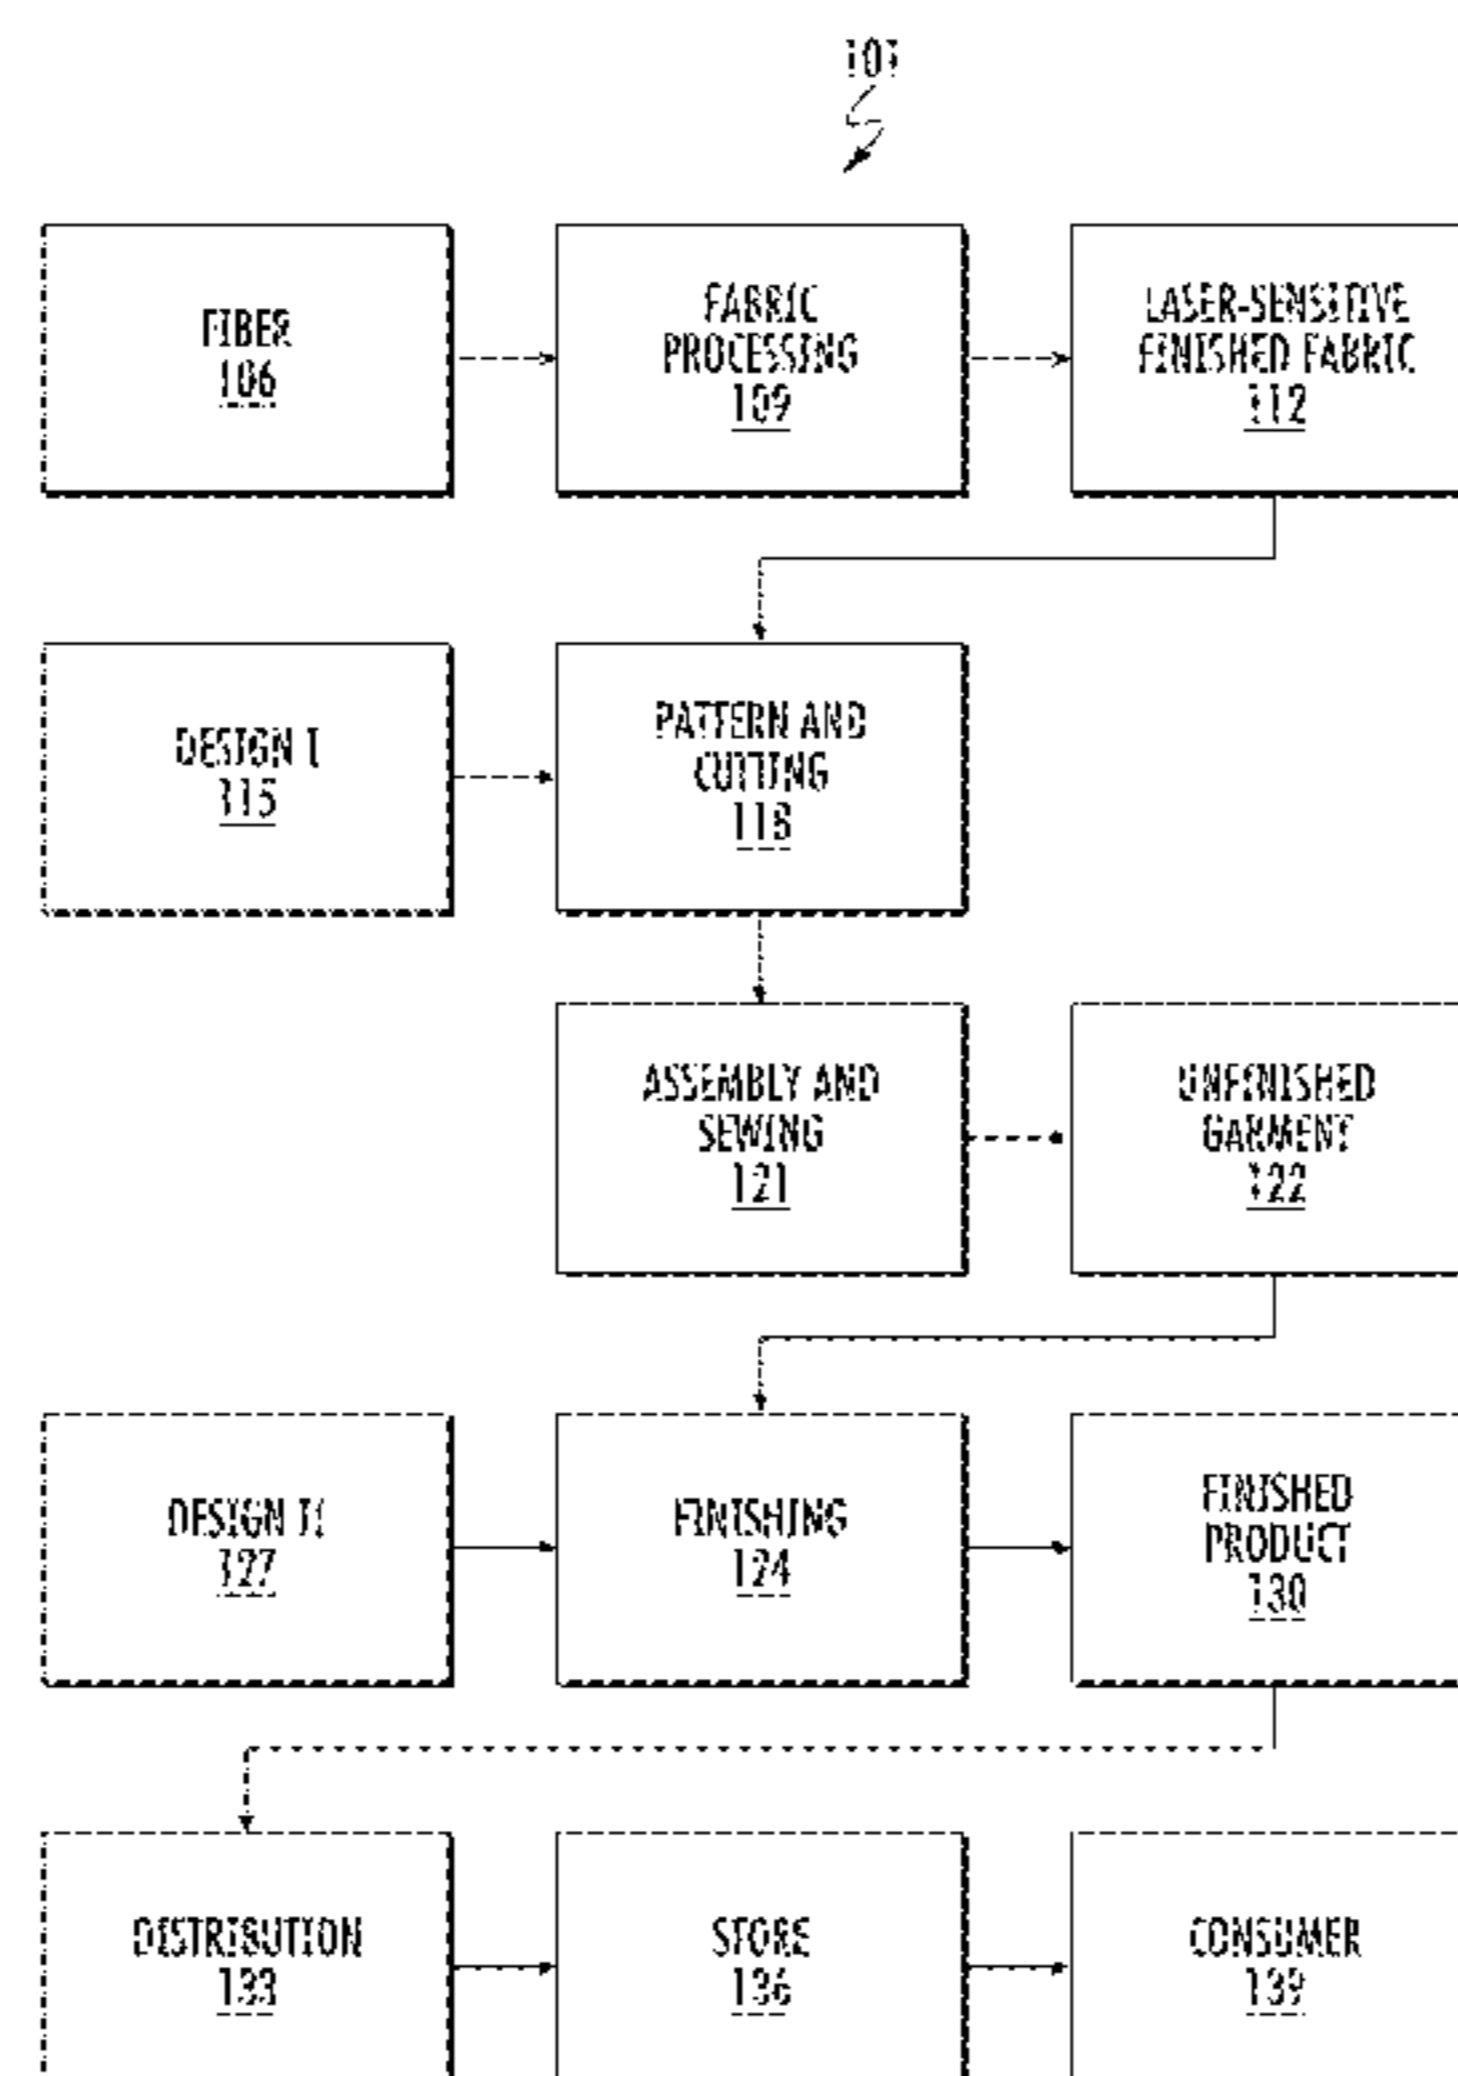 101
FIBER
106
FABRIC
PROCESSING
109
LASER-SENSITIVE
FINISHED FABRIC
112
DESIGN I
115
PATTERN AND
CUTTING
118
ASSEMBLY AND
SEWING
121
UNFINISHED
GARMENT
122
DESIGN II
127
FINISHING
124
FINISHED
PRODUCT
130
DISTRIBUTION
133
STORE
136
CONSUMER
139